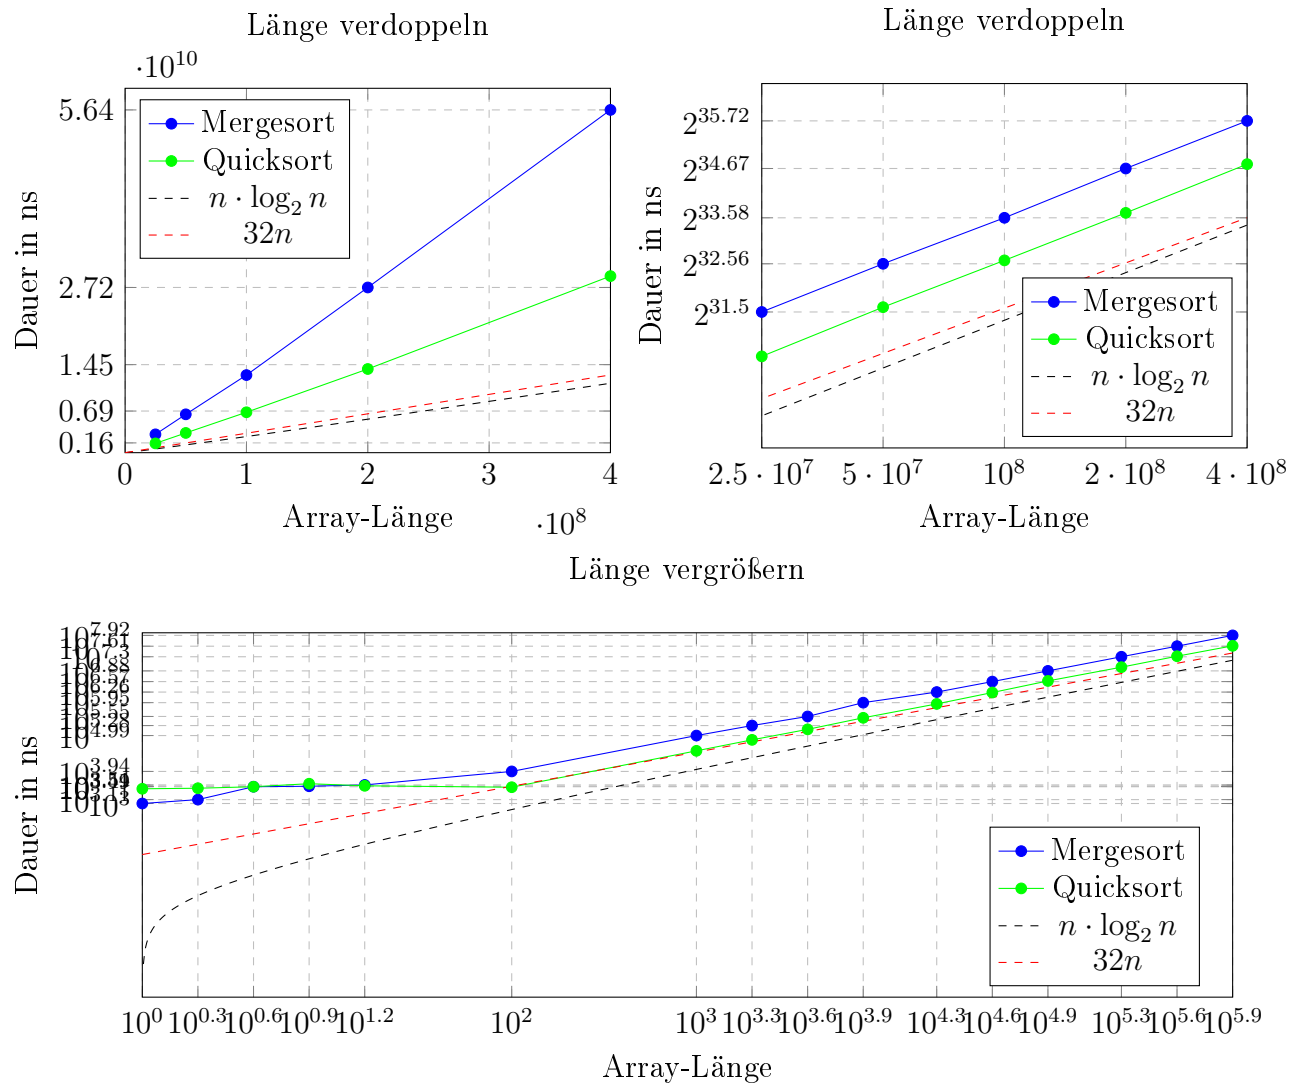 Länge verdoppeln
·10^10
5.64
2.72
1.45
0.69
0.16
Dauer in ns
Mergesort
Quicksort
n · log₂ n
32n
0 1 2 3 4
Array-Länge
·10^8
Länge verdoppeln
2^35.72
2^34.67
2^33.58
2^32.56
2^31.5
Dauer in ns
Mergesort
Quicksort
n · log₂ n
32n
2.5 · 10^7 5 · 10^7 10^8 2 · 10^8 4 · 10^8
Array-Länge
Länge vergrößern
10^7.92
10^7.61
10^7.3
10^4.99
10^3.94
Dauer in ns
Mergesort
Quicksort
n · log₂ n
32n
10^0 10^0.3 10^0.6 10^0.9 10^1.2 10^2 10^3 10^3.3 10^3.6 10^3.9 10^4.3 10^4.6 10^4.9 10^5.3 10^5.6 10^5.9
Array-Länge